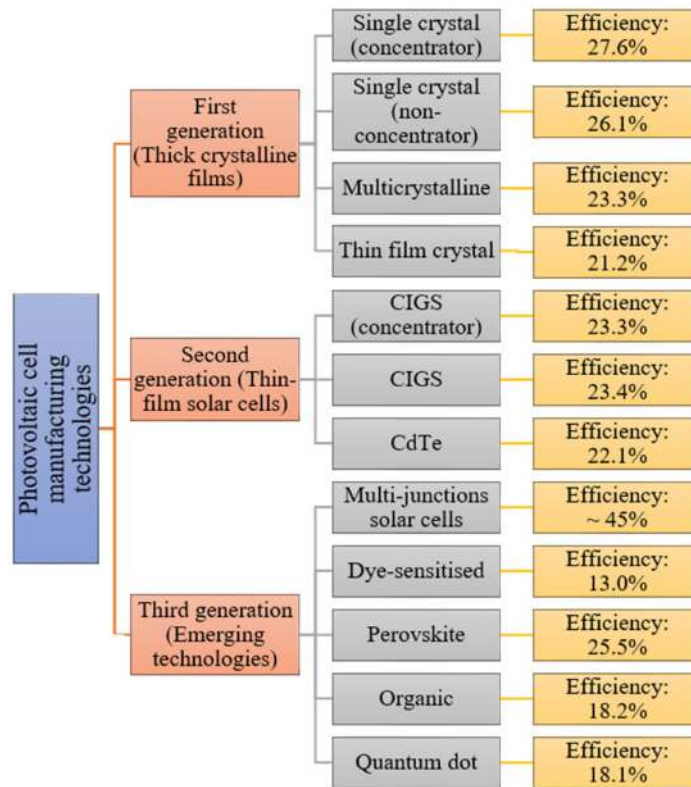 Photovoltaic cell
manufacturing
technologies
First
generation
(Thick crystalline
films)
Single crystal
(concentrator)
Efficiency:
27.6%
Single crystal
(non-
concentrator)
Efficiency:
26.1%
Multicrystalline
Efficiency:
23.3%
Thin film crystal
Efficiency:
21.2%
Second
generation (Thin-
film solar cells)
CIGS
(concentrator)
Efficiency:
23.3%
CIGS
Efficiency:
23.4%
CdTe
Efficiency:
22.1%
Third generation
(Emerging
technologies)
Multi-junctions
solar cells
Efficiency:
~ 45%
Dye-sensitised
Efficiency:
13.0%
Perovskite
Efficiency:
25.5%
Organic
Efficiency:
18.2%
Quantum dot
Efficiency:
18.1%